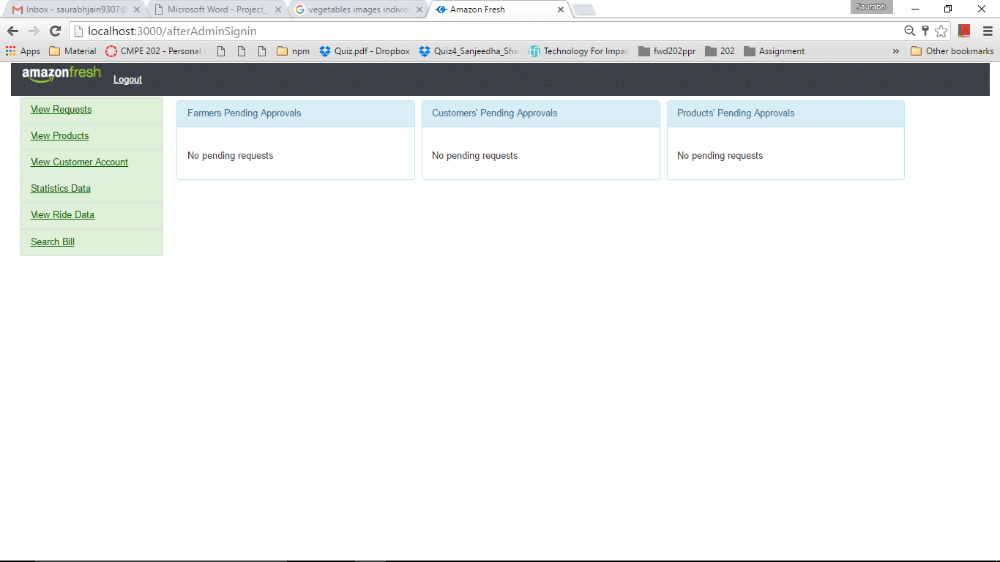 Inbox - saurabhjain9307@
Microsoft Word - Project_
vegetables images individ
Amazon Fresh
Saurabh
localhost:3000/afterAdminSignin
Apps
Material
CMPE 202 - Personal
npm
Quiz.pdf - Dropbox
Quiz4_Sanjeedha_Sha
Technology For Impac
fwd202ppr
202
Assignment
»
Other bookmarks
amazonfresh
Logout
View Requests
View Products
View Customer Account
Statistics Data
View Ride Data
Search Bill
Farmers Pending Approvals
No pending requests
Customers' Pending Approvals
No pending requests
Products' Pending Approvals
No pending requests